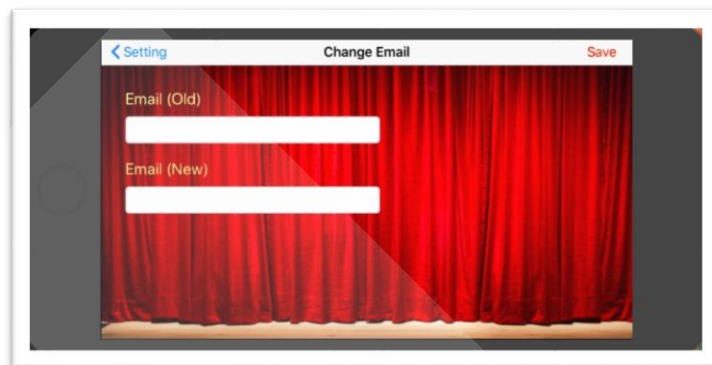 Setting
Change Email
Save
Email (Old)
Email (New)